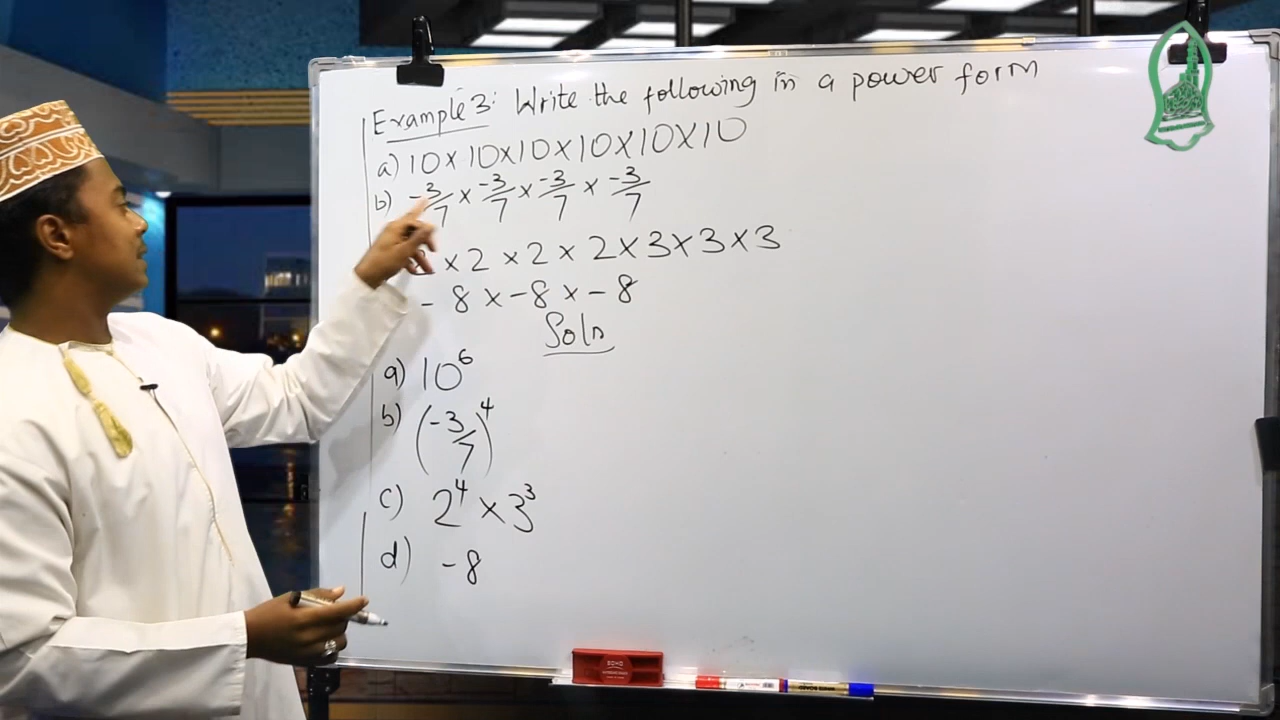 Example 3: Write the following in a power form
a) 10 × 10 × 10 × 10 × 10 × 10
b) -3/7 × -3/7 × -3/7 × -3/7
× 2 × 2 × 2 × 3 × 3 × 3
- 8 × - 8 × - 8
Soln
a) 10⁶
b) (-3/7)⁴
c) 2⁴ × 3³
d) - 8